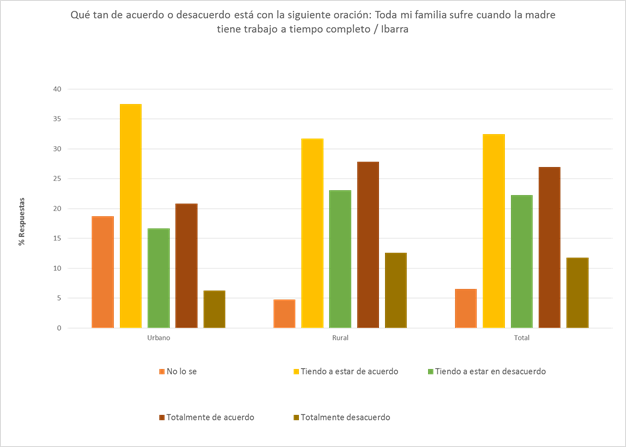 Qué tan de acuerdo o desacuerdo está con la siguiente oración: Toda mi familia sufre cuando la madre
tiene trabajo a tiempo completo / Ibarra
40
35
30
25
20
15
10
5
0
% Respuestas
Urbano Rural Total
No lo se Tiendo a estar de acuerdo Tiendo a estar en desacuerdo
Totalmente de acuerdo Totalmente desacuerdo